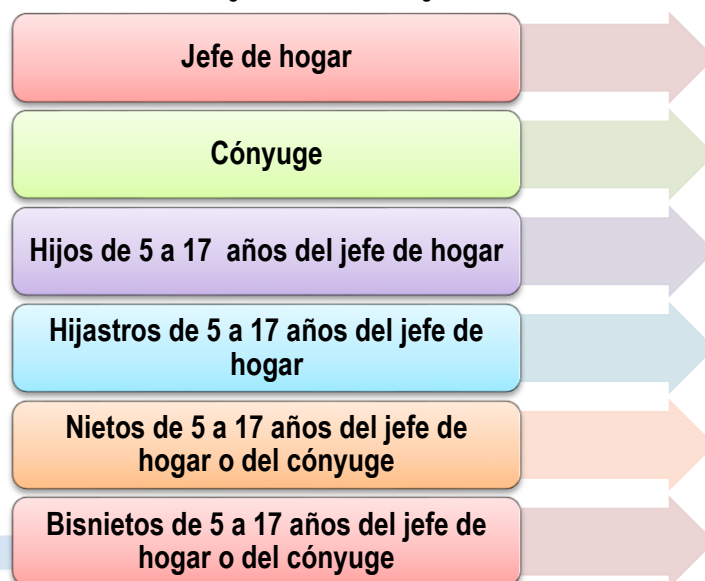 Jefe de hogar
Cónyuge
Hijos de 5 a 17 años del jefe de hogar
Hijastros de 5 a 17 años del jefe de
hogar
Nietos de 5 a 17 años del jefe de
hogar o del cónyuge
Bisnietos de 5 a 17 años del jefe de
hogar o del cónyuge